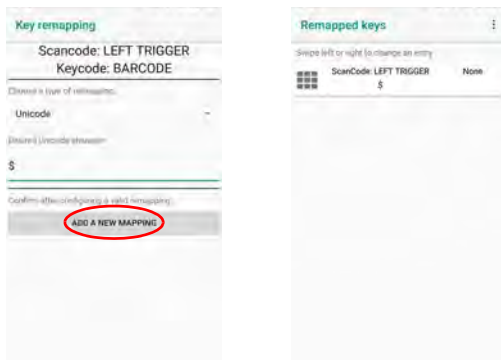 Key remapping
Scancode: LEFT TRIGGER
Keycode: BARCODE
Choose a type of remapping:
Unicode
Desired Unicode character
$
Confirm after configuring a valid remapping:
ADD A NEW MAPPING
Remapped keys
Swipe left or right to change an entry
ScanCode: LEFT TRIGGER
None
$